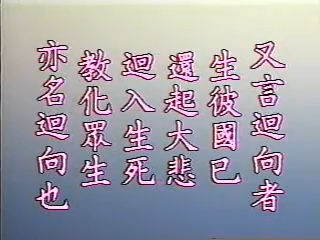 又言迴向者
生彼國已
還起大悲
迴入生死
教化眾生
亦名迴向也